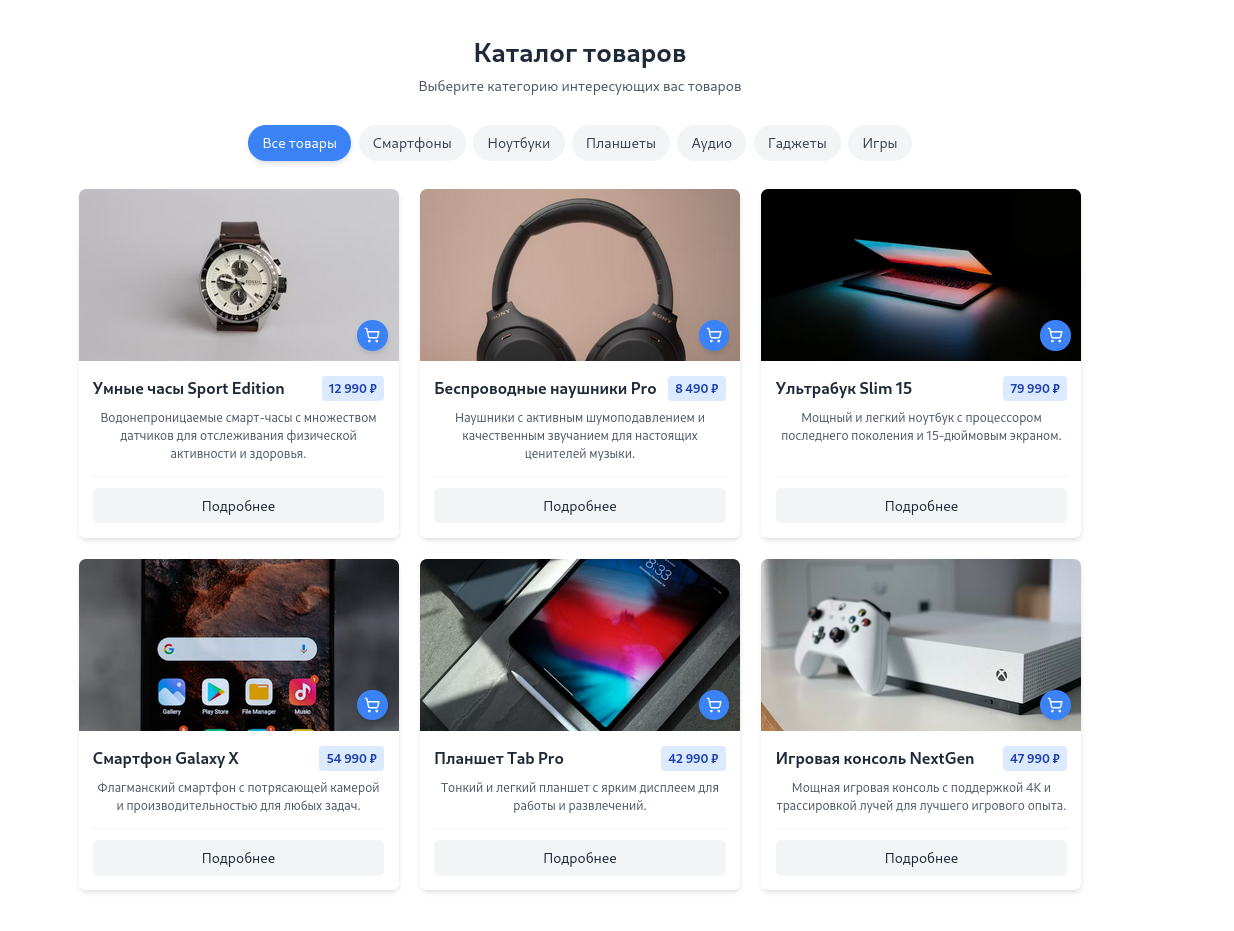 Каталог товаров
Выберите категорию интересующих вас товаров
Все товары
Смартфоны
Ноутбуки
Планшеты
Аудио
Гаджеты
Игры
Умные часы Sport Edition
12 990 ₽
Водонепроницаемые смарт-часы с множеством
датчиков для отслеживания физической
активности и здоровья.
Подробнее
SONY
SONY
Беспроводные наушники Pro
8 490 ₽
Наушники с активным шумоподавлением и
качественным звучанием для настоящих
ценителей музыки.
Подробнее
Ультрабук Slim 15
79 990 ₽
Мощный и легкий ноутбук с процессором
последнего поколения и 15-дюймовым экраном.
Подробнее
Gallery
Play Store
File Manager
Music
Смартфон Galaxy X
54 990 ₽
Флагманский смартфон с потрясающей камерой
и производительностью для любых задач.
Подробнее
8:33
Планшет Tab Pro
42 990 ₽
Тонкий и легкий планшет с ярким дисплеем для
работы и развлечений.
Подробнее
Игровая консоль NextGen
47 990 ₽
Мощная игровая консоль с поддержкой 4K и
трассировкой лучей для лучшего игрового опыта.
Подробнее